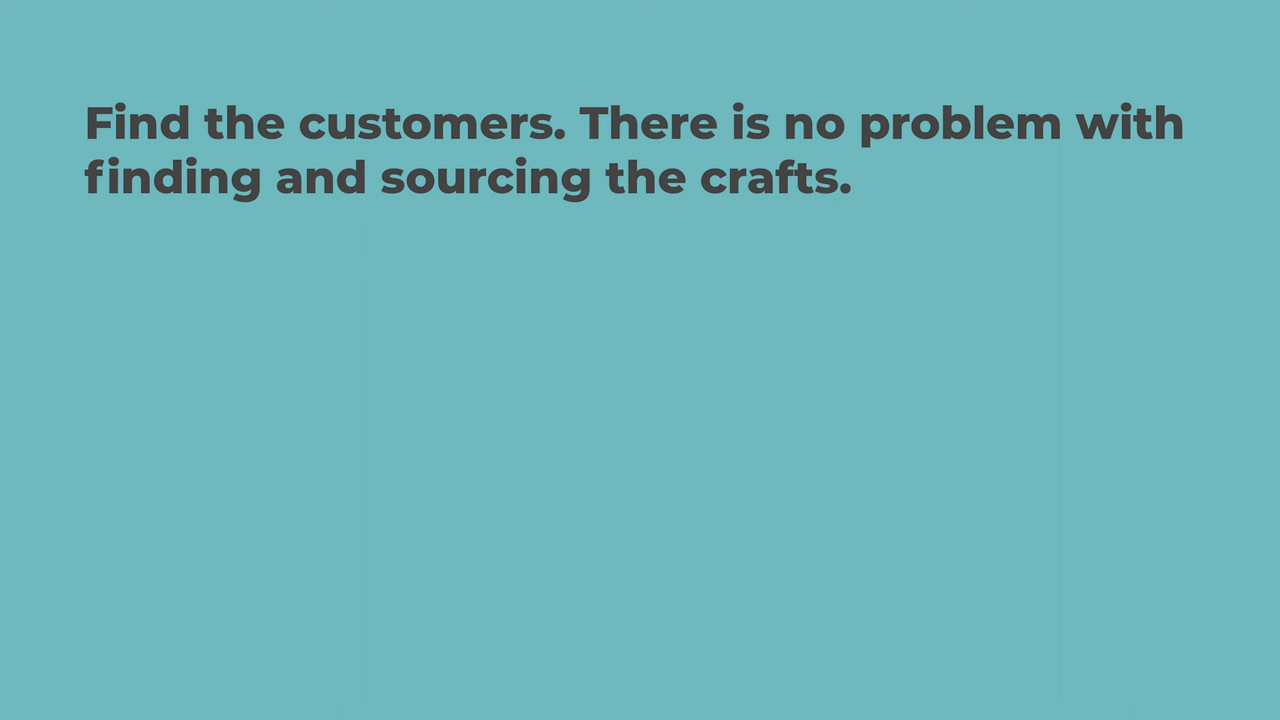 Find the customers. There is no problem with
finding and sourcing the crafts.